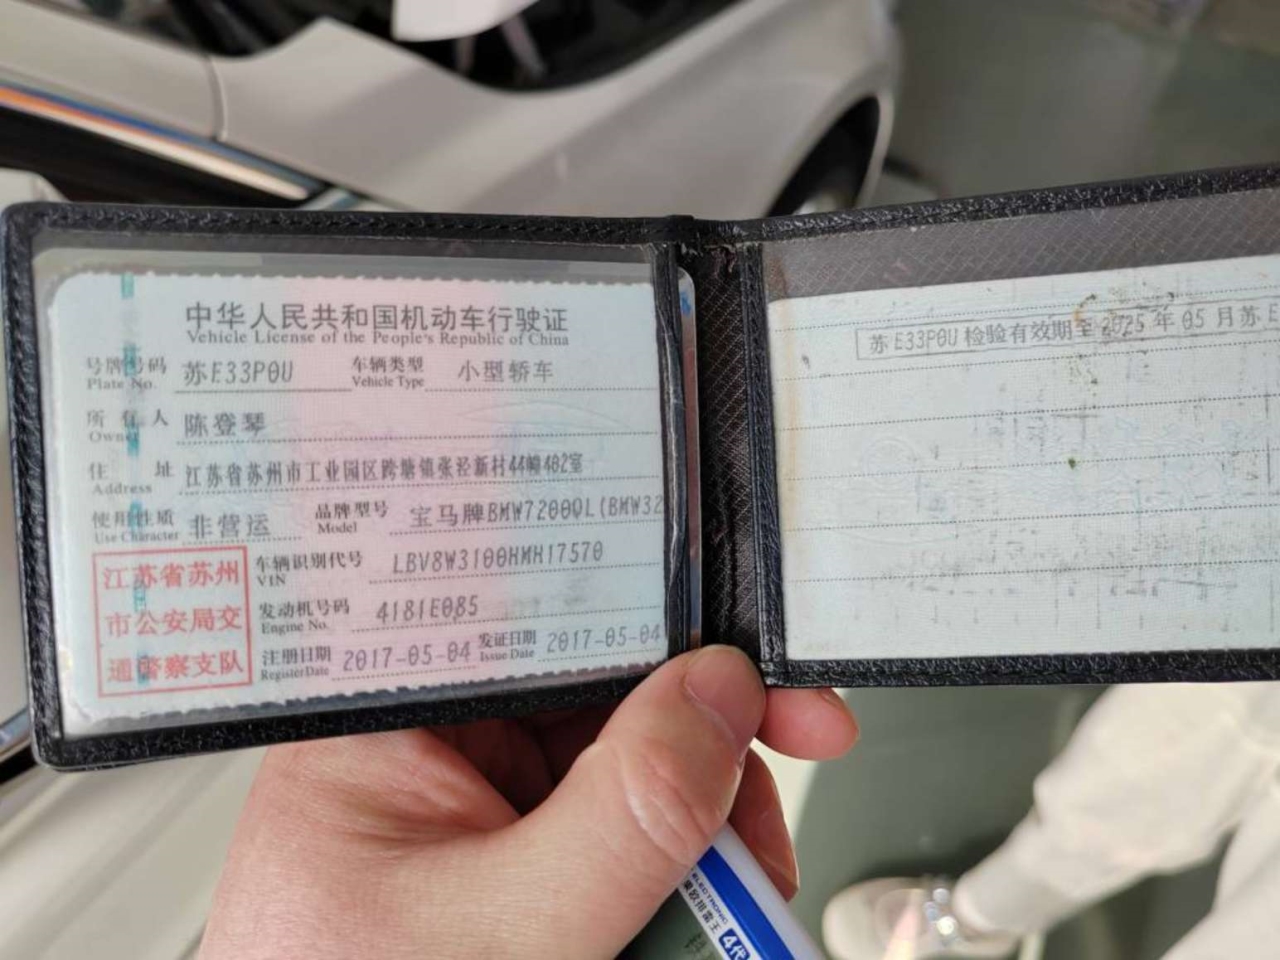 中华人民共和国机动车行驶证
Vehicle License of the People's Republic of China
号牌号码 苏E33P0U 车辆类型 小型轿车
Plate No. Vehicle Type
所有人 陈登琴
Owner
住址 江苏省苏州市工业园区跨塘镇张泾新村44幢402室
Address
使用性质 非营运 品牌型号 宝马牌BMW7200QL(BMW32
Use Character Model
江苏省苏州
市公安局交
通警察支队
车辆识别代号 LBV8W3100HMH17570
VIN
发动机号码 4181E085
Engine No.
注册日期 2017-05-04 发证日期 2017-05-04
Register Date Issue Date
苏E33P0U检验有效期至2025年05月苏E
ELECTRONIC
4代